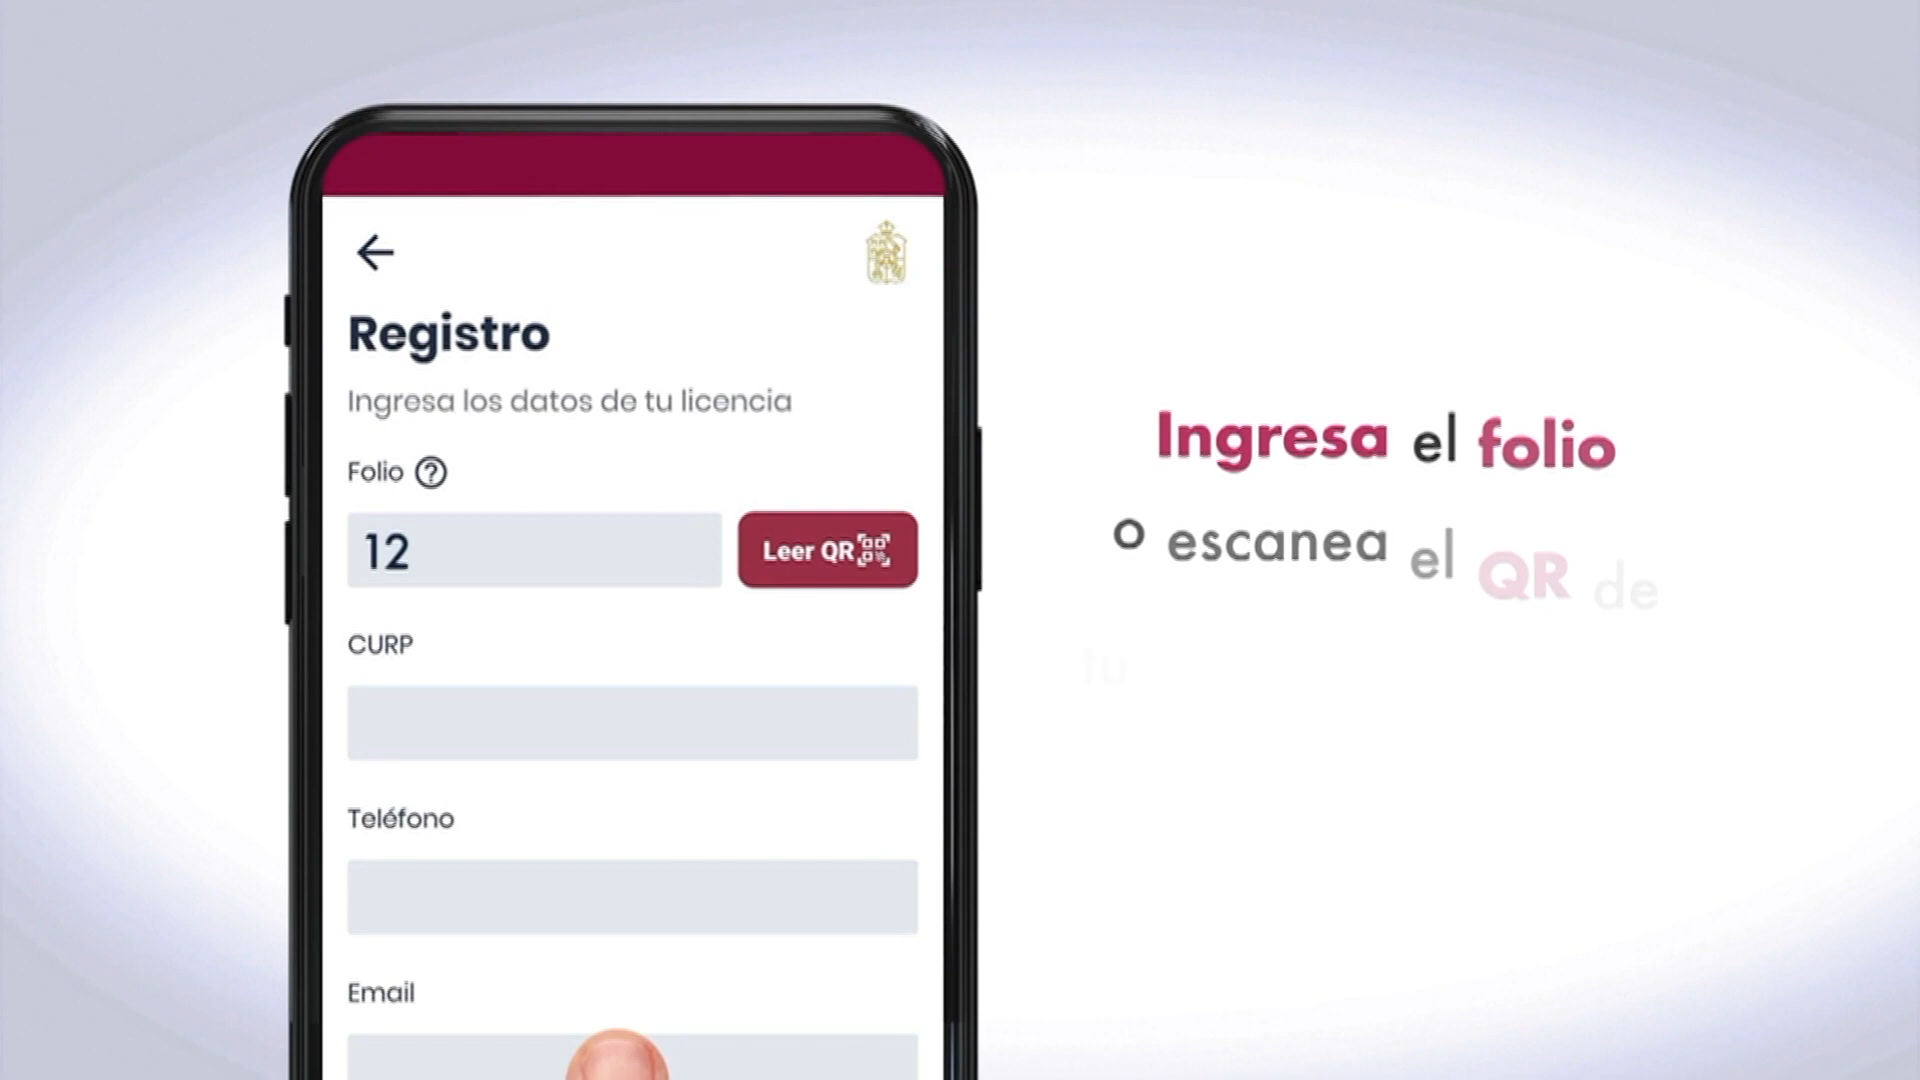 Registro
Ingresa los datos de tu licencia
Folio ?
12
Leer QR
CURP
Teléfono
Email
Ingresa el folio
o escanea el QR de
tu